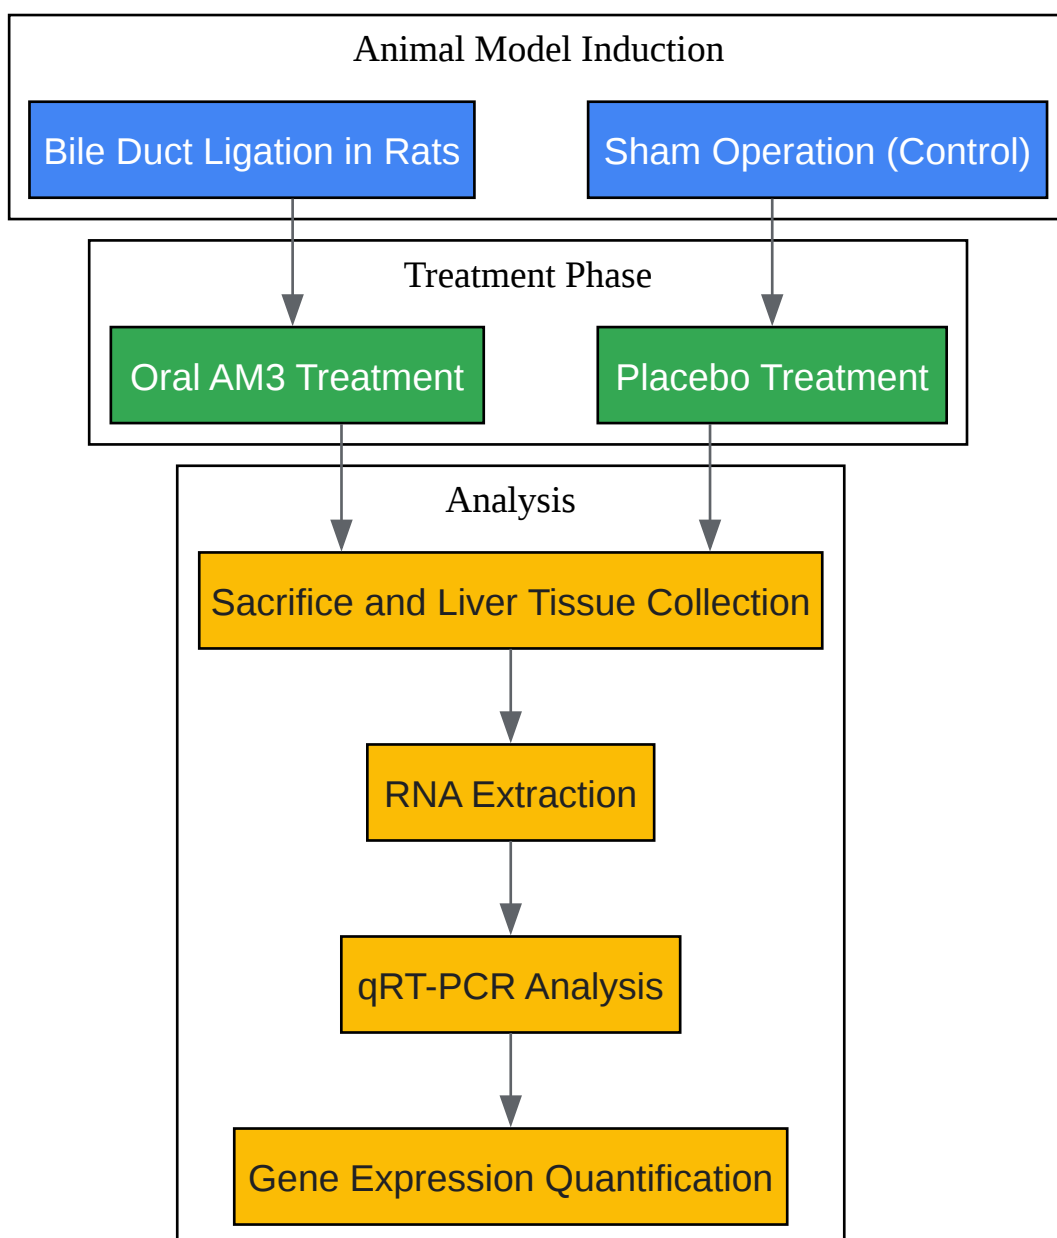 Animal Model Induction
Bile Duct Ligation in Rats
Sham Operation (Control)
Treatment Phase
Oral AM3 Treatment
Placebo Treatment
Analysis
Sacrifice and Liver Tissue Collection
RNA Extraction
qRT-PCR Analysis
Gene Expression Quantification